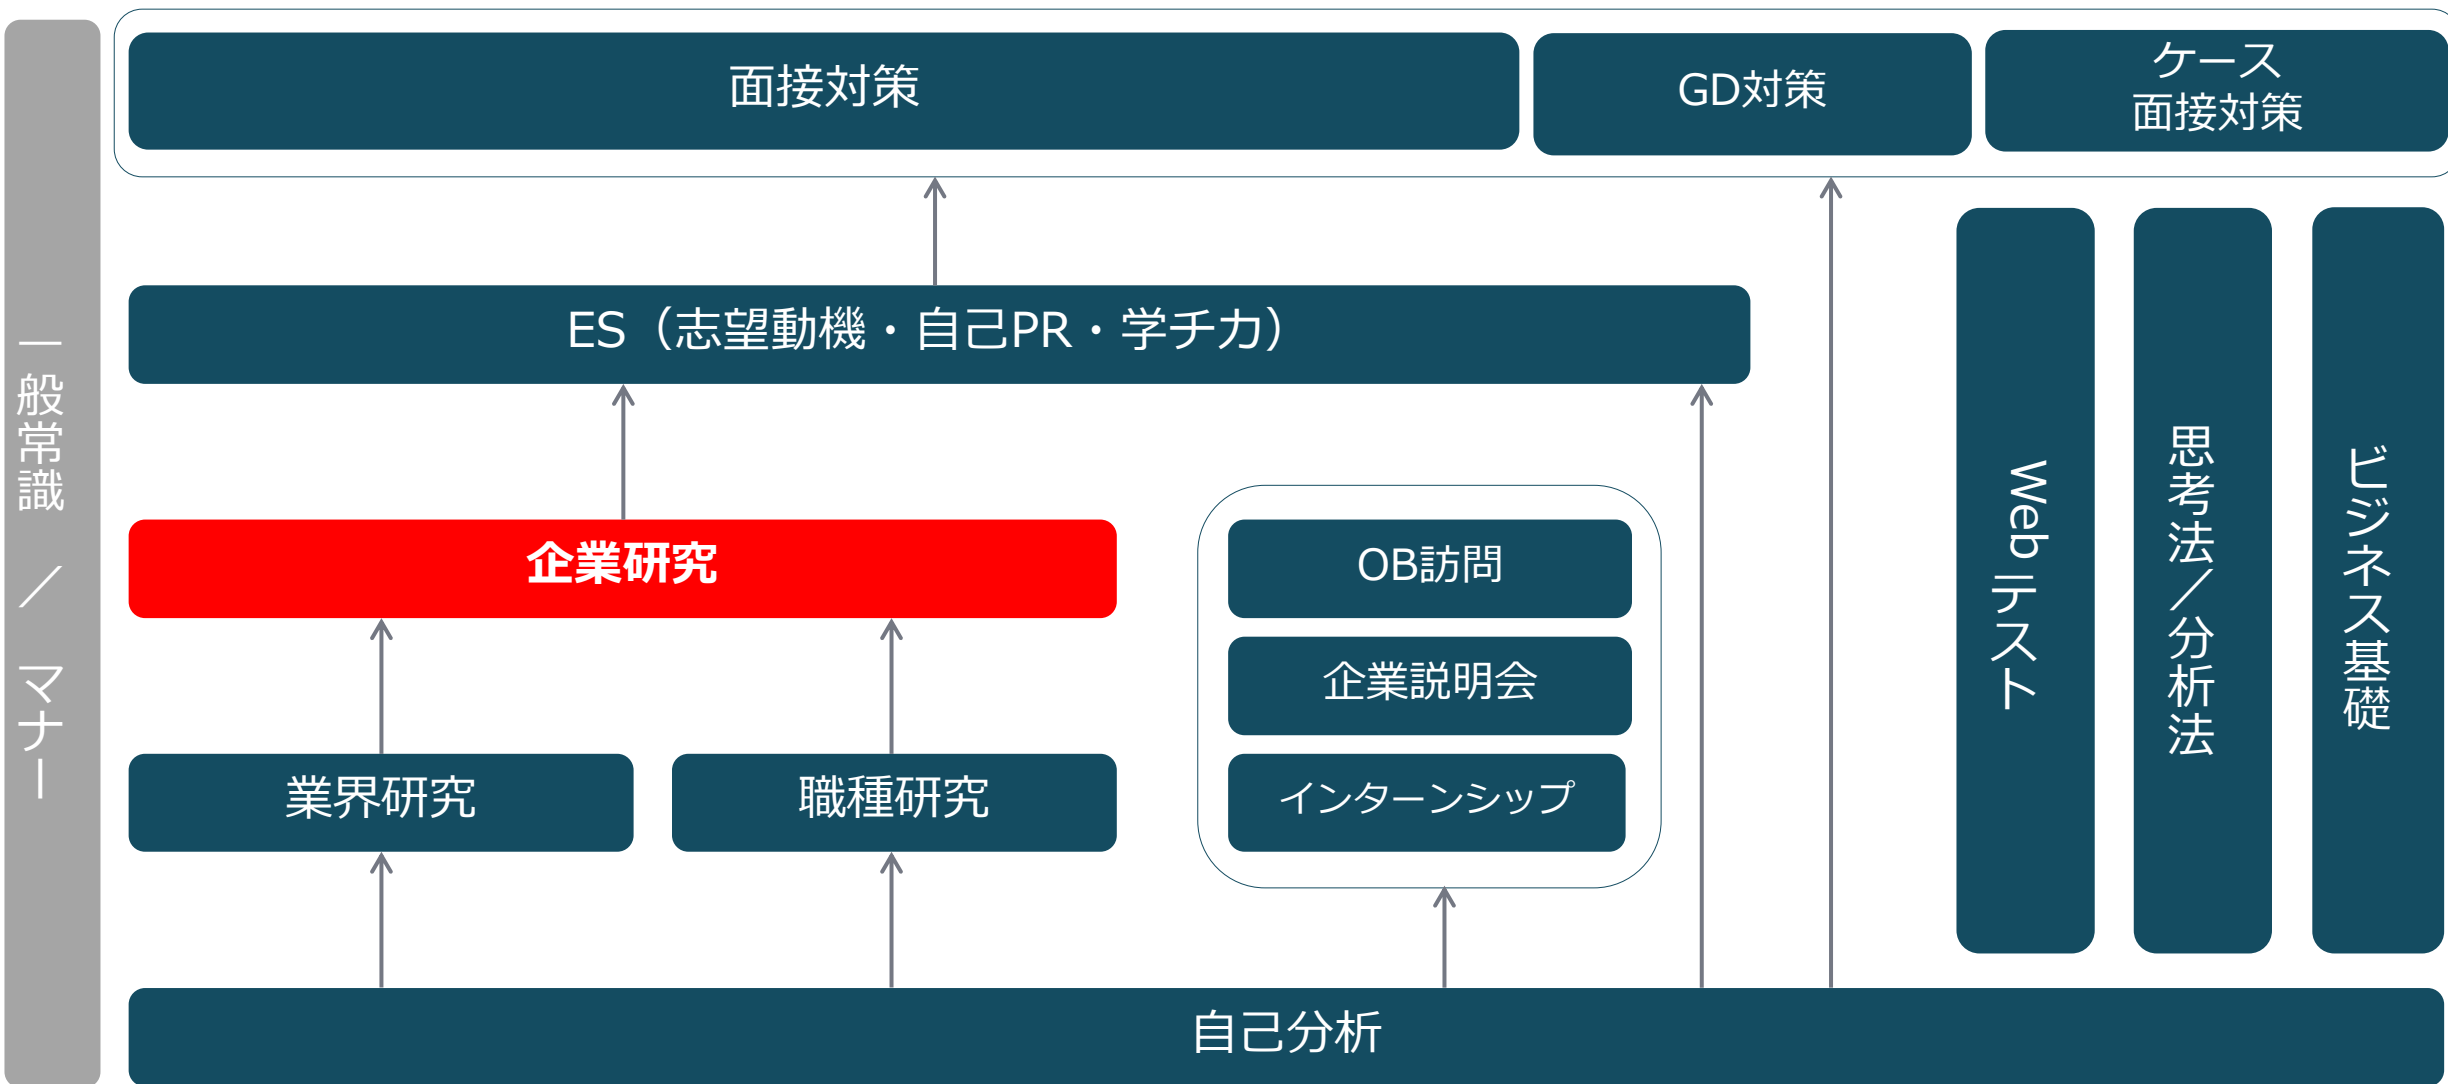 面接対策
GD対策
ケース
面接対策
ES（志望動機・自己PR・学チカ）
企業研究
OB訪問
企業説明会
インターンシップ
業界研究
職種研究
自己分析
一般常識　／　マナー
Webテスト
思考法／分析法
ビジネス基礎